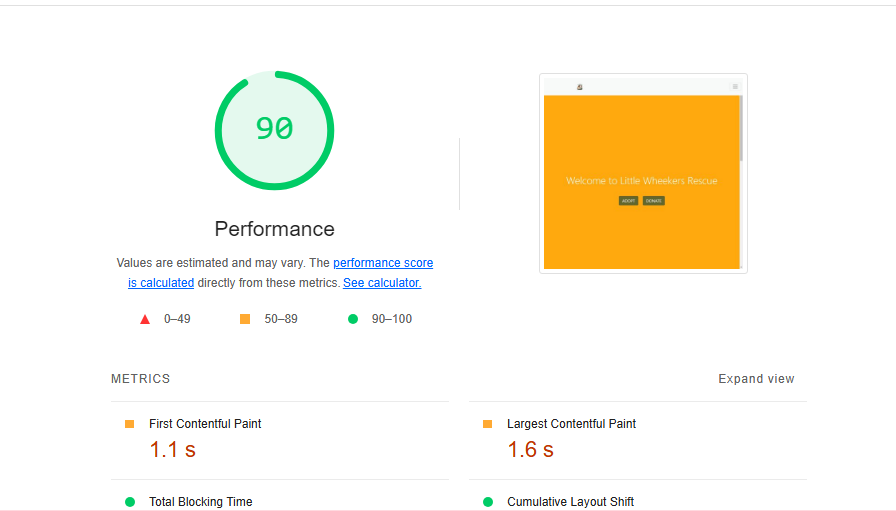 90
Welcome to Little Wheekers Rescue
ADOPT DONATE
Performance
Values are estimated and may vary. The performance score
is calculated directly from these metrics. See calculator.
0–49 50–89 90–100
METRICS Expand view
First Contentful Paint Largest Contentful Paint
1.1 s 1.6 s
Total Blocking Time Cumulative Layout Shift